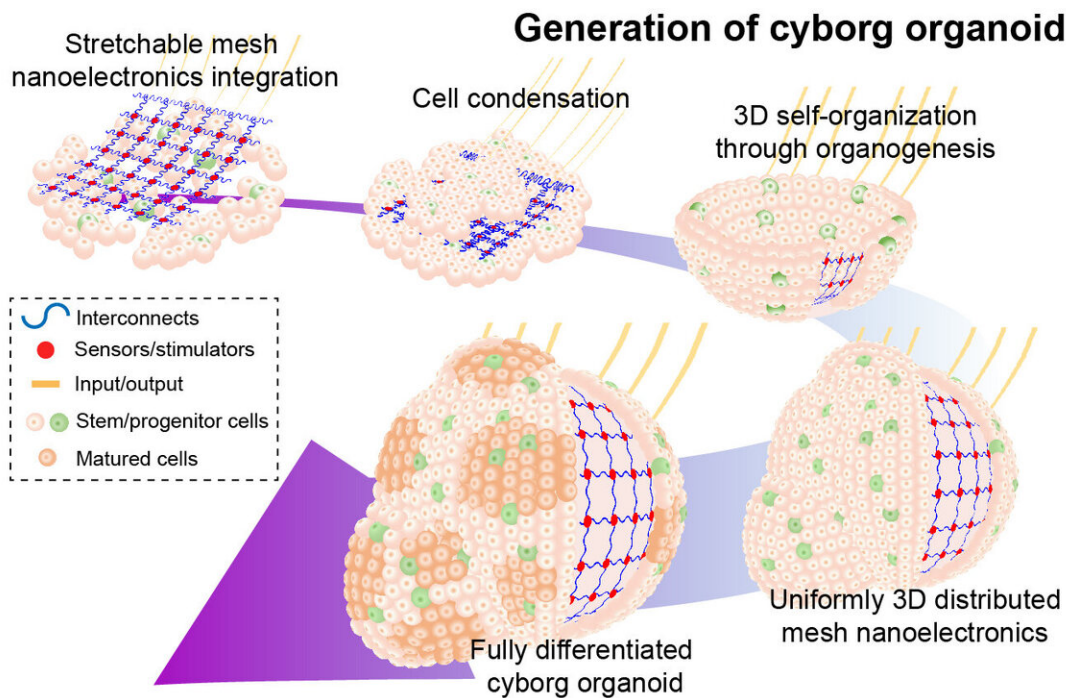 Generation of cyborg organoid
Stretchable mesh
nanoelectronics integration
Cell condensation
3D self-organization
through organogenesis
Interconnects
Sensors/stimulators
Input/output
Stem/progenitor cells
Matured cells
Uniformly 3D distributed
mesh nanoelectronics
Fully differentiated
cyborg organoid